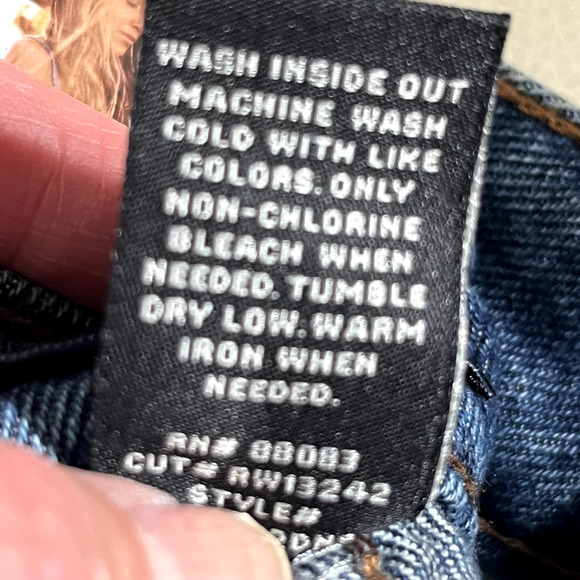 WASH INSIDE OUT
MACHINE WASH
COLD WITH LIKE
COLORS. ONLY
NON-CHLORINE
BLEACH WHEN
NEEDED. TUMBLE
DRY LOW. WARM
IRON WHEN
NEEDED.
RN# 88083
CUT# RW13242
STYLE#